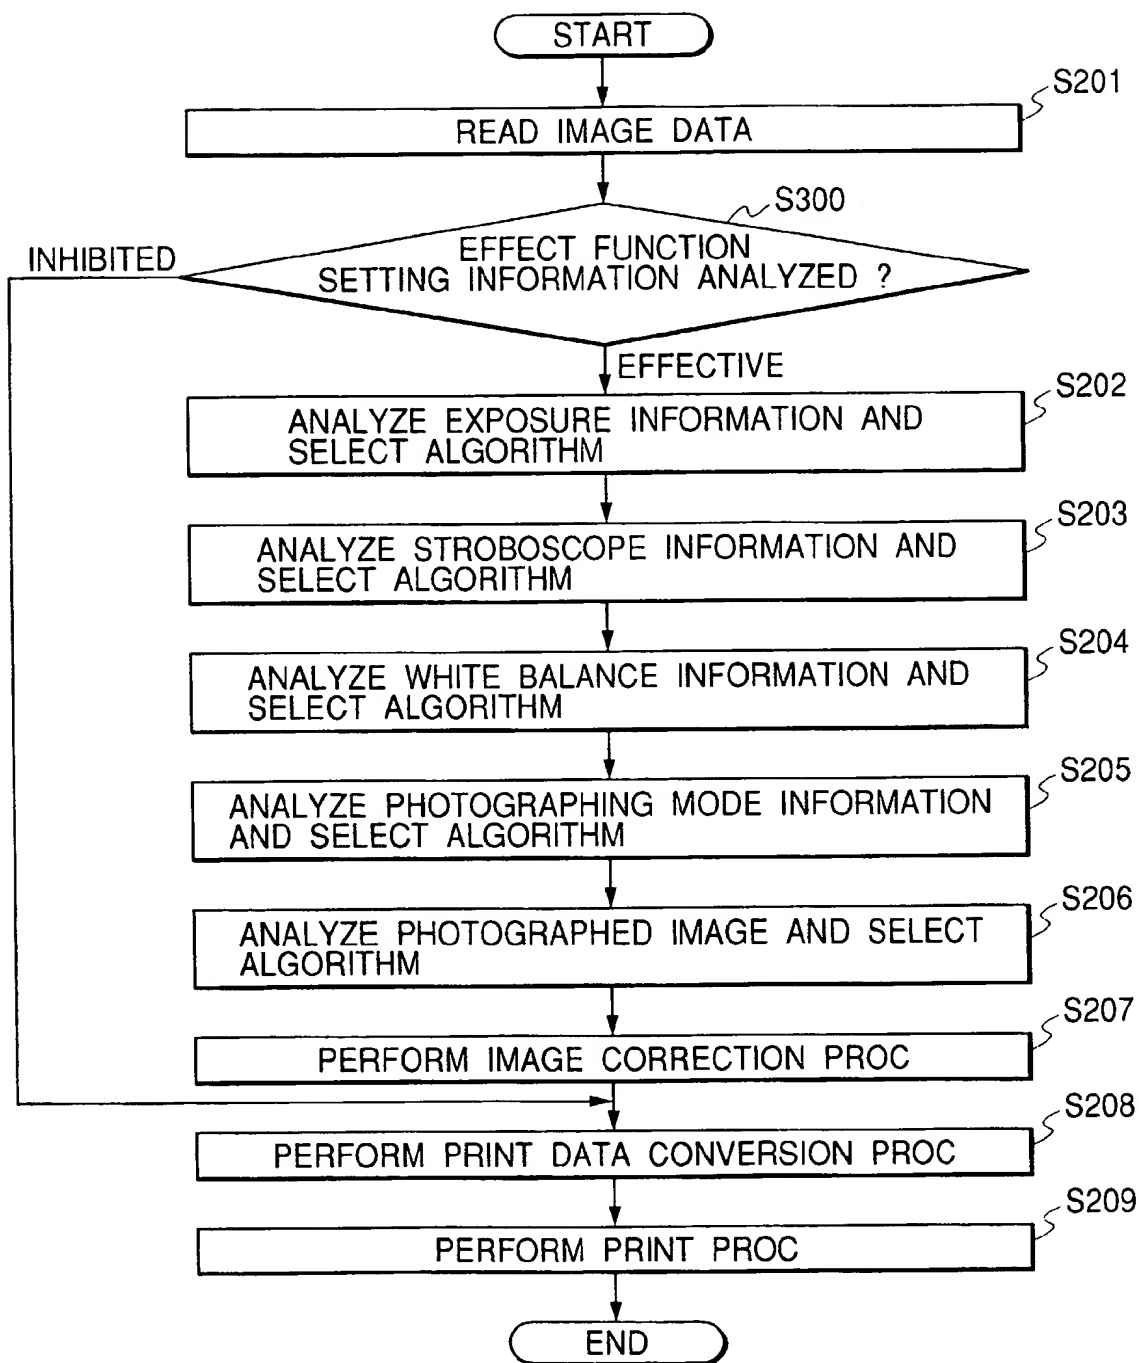 START
S201
READ IMAGE DATA
S300
INHIBITED
EFFECT FUNCTION
SETTING INFORMATION ANALYZED ?
EFFECTIVE
S202
ANALYZE EXPOSURE INFORMATION AND
SELECT ALGORITHM
S203
ANALYZE STROBOSCOPE INFORMATION AND
SELECT ALGORITHM
S204
ANALYZE WHITE BALANCE INFORMATION AND
SELECT ALGORITHM
S205
ANALYZE PHOTOGRAPHING MODE INFORMATION
AND SELECT ALGORITHM
S206
ANALYZE PHOTOGRAPHED IMAGE AND SELECT
ALGORITHM
S207
PERFORM IMAGE CORRECTION PROC
S208
PERFORM PRINT DATA CONVERSION PROC
S209
PERFORM PRINT PROC
END